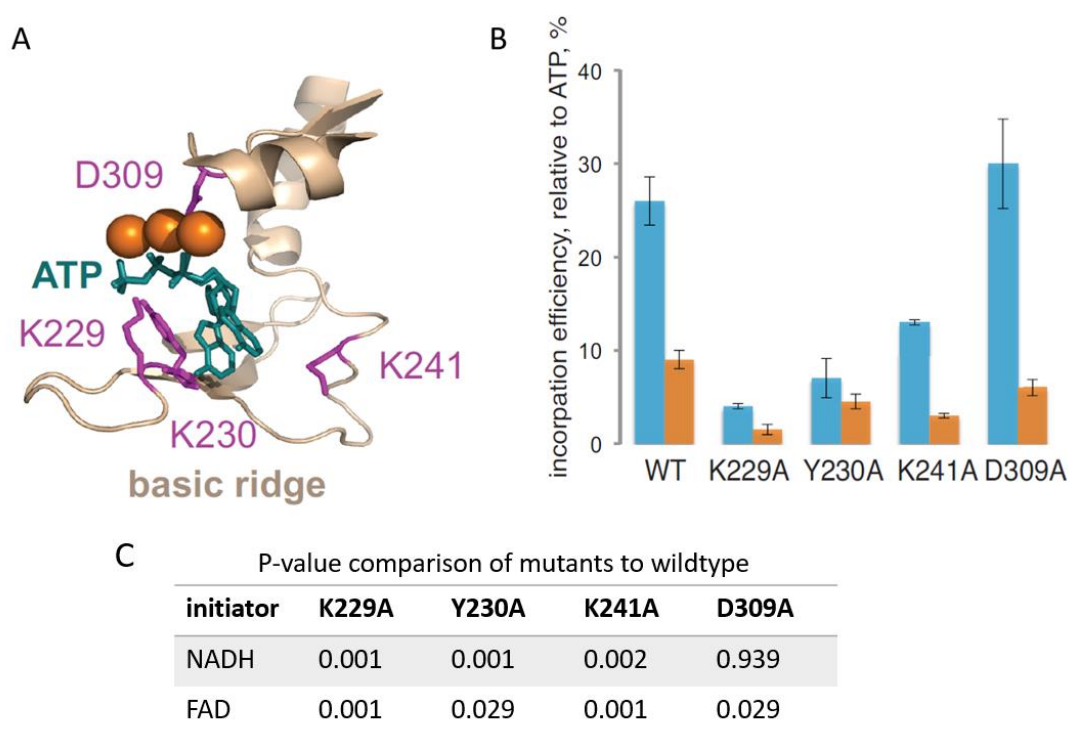 A
D309
ATP
K229
K241
K230
basic ridge
B
incorpation efficiency, relative to ATP, %
40
30
20
10
0
WT K229A Y230A K241A D309A
C
P-value comparison of mutants to wildtype
initiator K229A Y230A K241A D309A
NADH 0.001 0.001 0.002 0.939
FAD 0.001 0.029 0.001 0.029